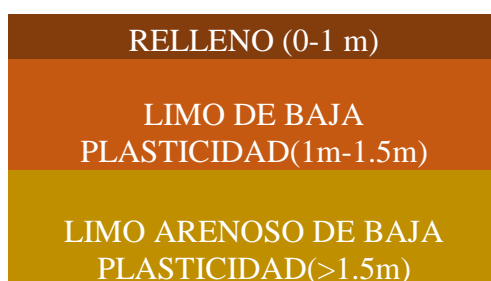 RELLENO (0-1 m)
LIMO DE BAJA
PLASTICIDAD(1m-1.5m)
LIMO ARENOSO DE BAJA
PLASTICIDAD(>1.5m)